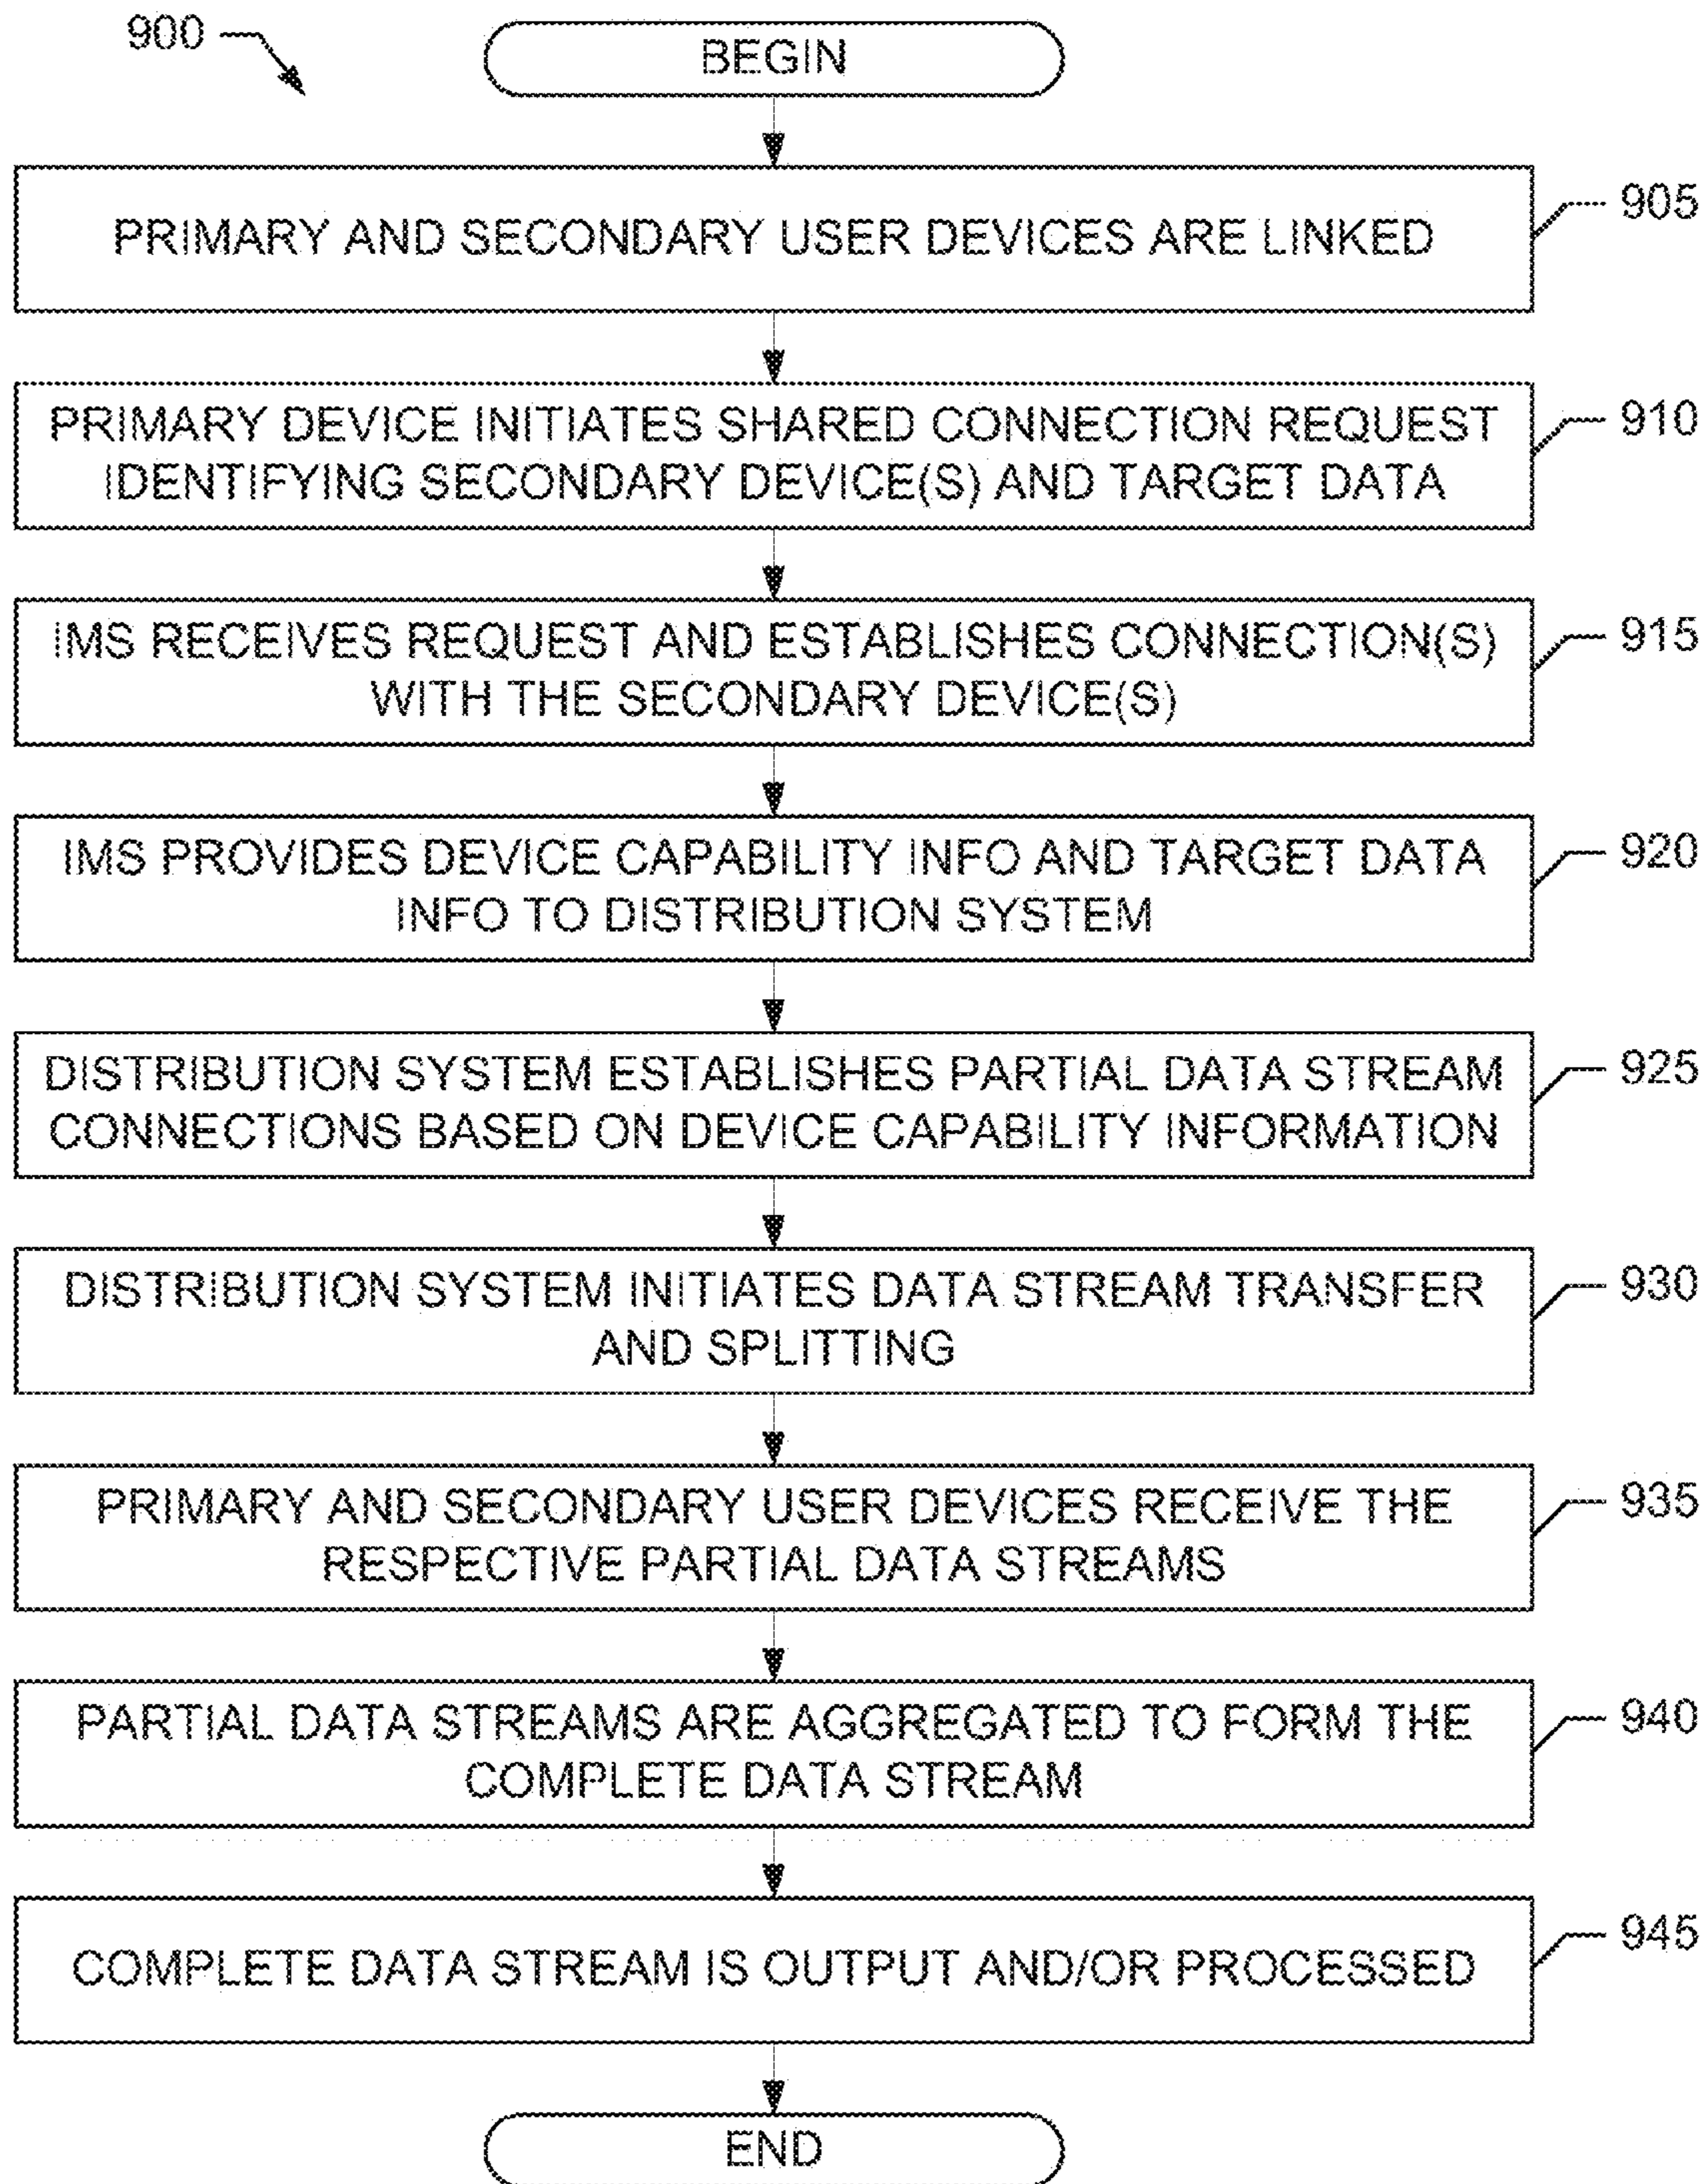 900
BEGIN
PRIMARY AND SECONDARY USER DEVICES ARE LINKED
905
PRIMARY DEVICE INITIATES SHARED CONNECTION REQUEST
IDENTIFYING SECONDARY DEVICE(S) AND TARGET DATA
910
IMS RECEIVES REQUEST AND ESTABLISHES CONNECTION(S)
WITH THE SECONDARY DEVICE(S)
915
IMS PROVIDES DEVICE CAPABILITY INFO AND TARGET DATA
INFO TO DISTRIBUTION SYSTEM
920
DISTRIBUTION SYSTEM ESTABLISHES PARTIAL DATA STREAM
CONNECTIONS BASED ON DEVICE CAPABILITY INFORMATION
925
DISTRIBUTION SYSTEM INITIATES DATA STREAM TRANSFER
AND SPLITTING
930
PRIMARY AND SECONDARY USER DEVICES RECEIVE THE
RESPECTIVE PARTIAL DATA STREAMS
935
PARTIAL DATA STREAMS ARE AGGREGATED TO FORM THE
COMPLETE DATA STREAM
940
COMPLETE DATA STREAM IS OUTPUT AND/OR PROCESSED
945
END